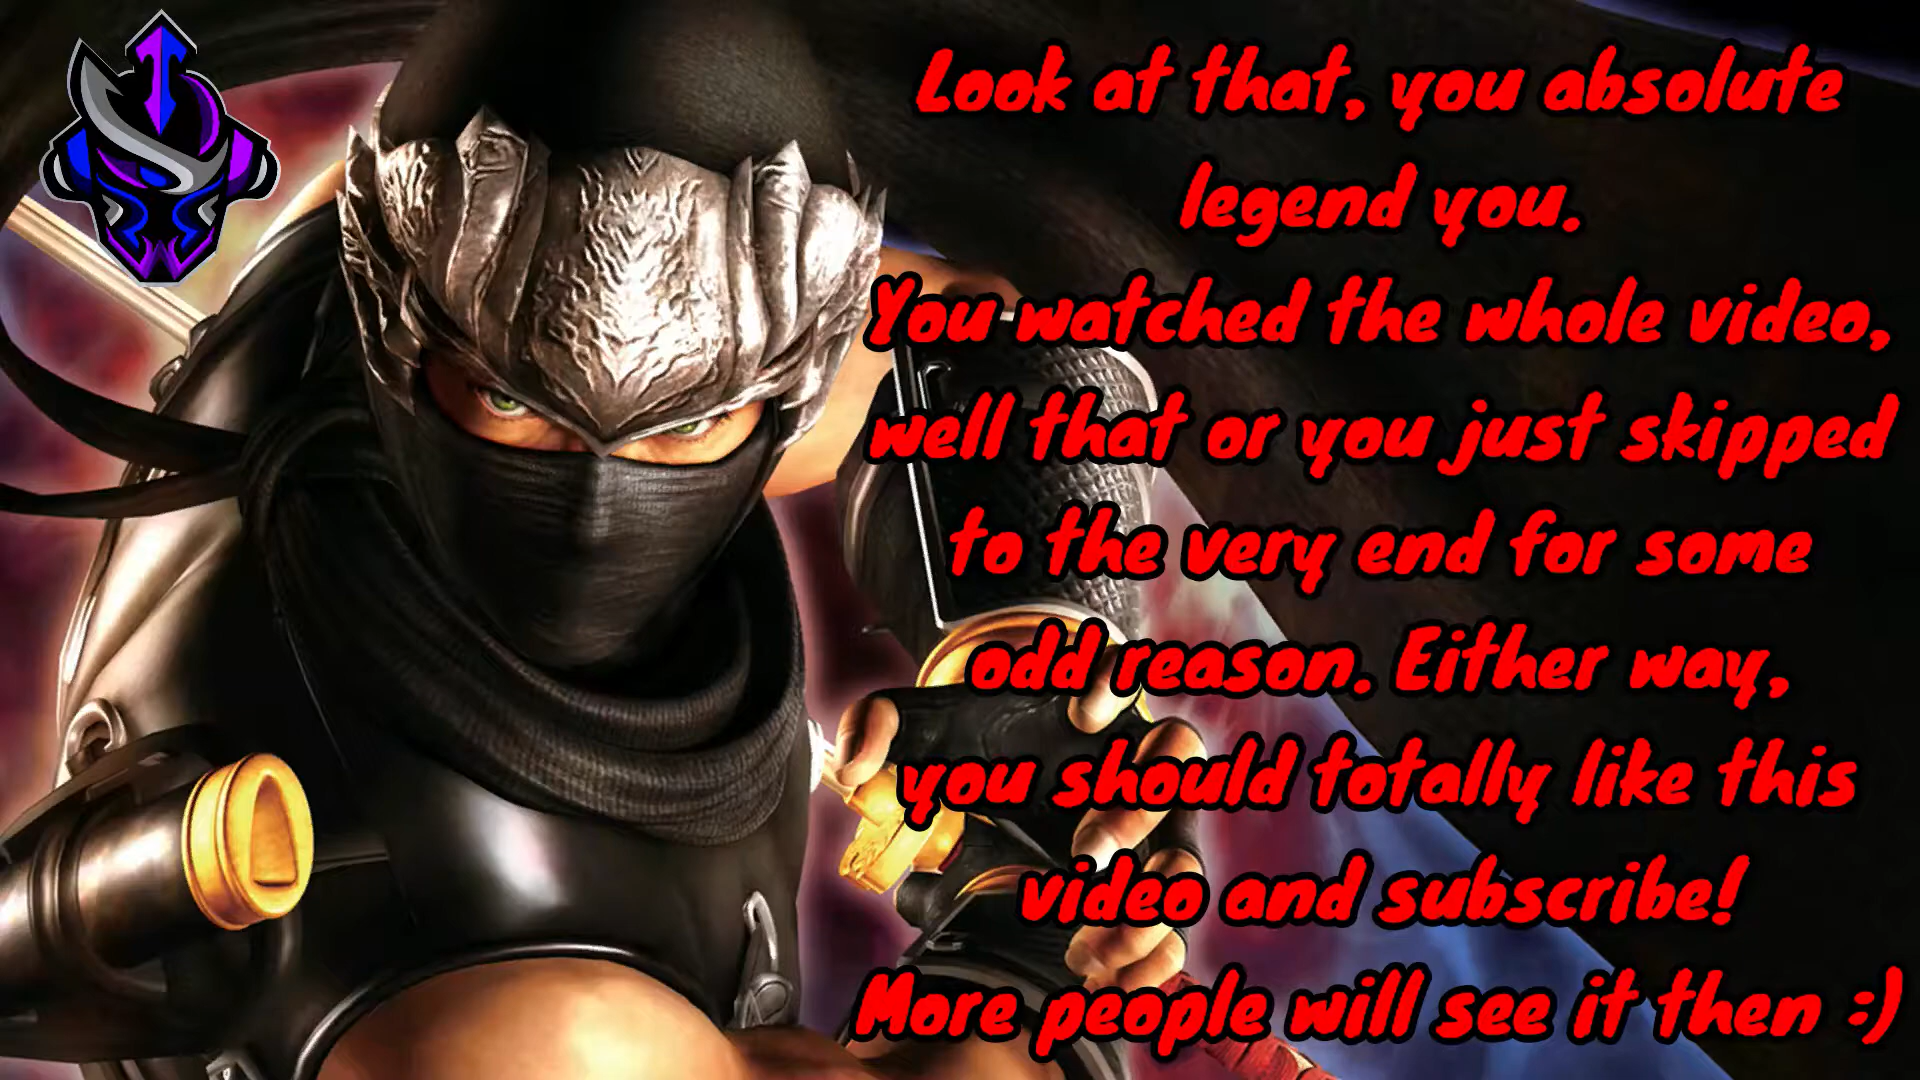 Look at that, you absolute
legend you.
You watched the whole video,
well that or you just skipped
to the very end for some
odd reason. Either way,
you should totally like this
video and subscribe!
More people will see it then :)